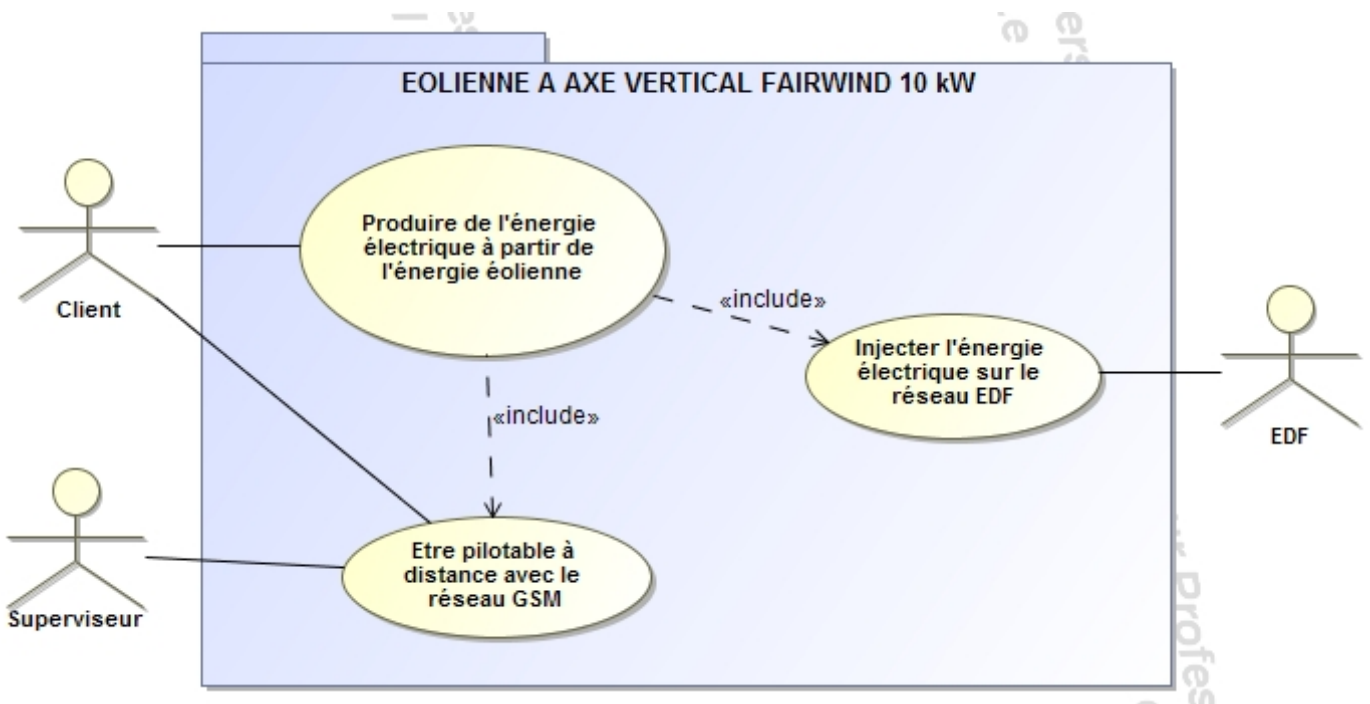 EOLIENNE A AXE VERTICAL FAIRWIND 10 kW
Produire de l'énergie
électrique à partir de
l'énergie éolienne
Client
«include»
Injecter l'énergie
électrique sur le
réseau EDF
EDF
«include»
Etre pilotable à
distance avec le
réseau GSM
Superviseur